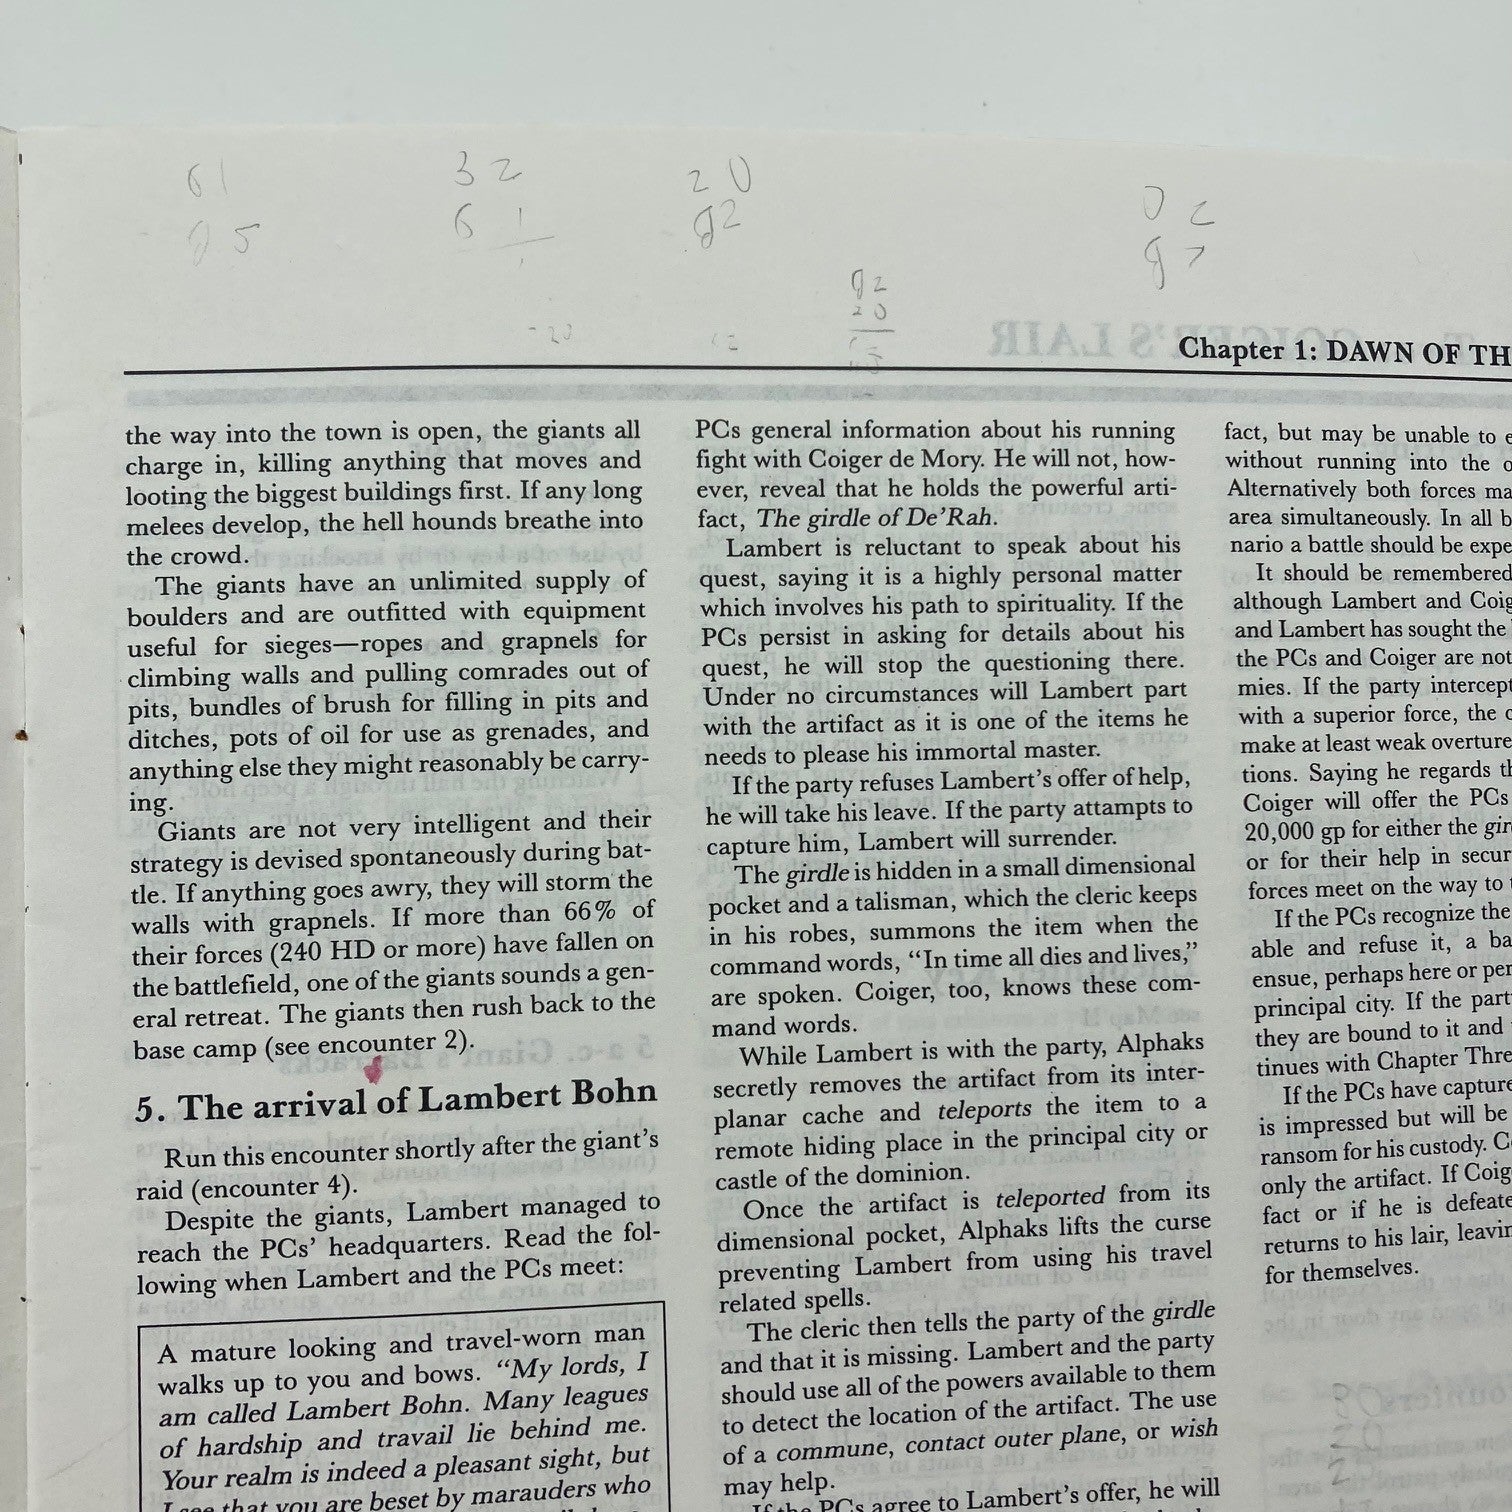 61
32
20
5
6 1
2
82
20
Chapter 1: DAWN OF TH
the way into the town is open, the giants all
charge in, killing anything that moves and
looting the biggest buildings first. If any long
melees develop, the hell hounds breathe into
the crowd.
The giants have an unlimited supply of
boulders and are outfitted with equipment
useful for sieges—ropes and grapnels for
climbing walls and pulling comrades out of
pits, bundles of brush for filling in pits and
ditches, pots of oil for use as grenades, and
anything else they might reasonably be carry-
ing.
Giants are not very intelligent and their
strategy is devised spontaneously during bat-
tle. If anything goes awry, they will storm the
walls with grapnels. If more than 66% of
their forces (240 HD or more) have fallen on
the battlefield, one of the giants sounds a gen-
eral retreat. The giants then rush back to the
base camp (see encounter 2).
5. The arrival of Lambert Bohn
Run this encounter shortly after the giant's
raid (encounter 4).
Despite the giants, Lambert managed to
reach the PCs' headquarters. Read the fol-
lowing when Lambert and the PCs meet:
A mature looking and travel-worn man
walks up to you and bows. "My lords, I
am called Lambert Bohn. Many leagues
of hardship and travail lie behind me.
Your realm is indeed a pleasant sight, but
I see that you are beset by marauders who
PCs general information about his running
fight with Coiger de Mory. He will not, how-
ever, reveal that he holds the powerful arti-
fact, The girdle of De'Rah.
Lambert is reluctant to speak about his
quest, saying it is a highly personal matter
which involves his path to spirituality. If the
PCs persist in asking for details about his
quest, he will stop the questioning there.
Under no circumstances will Lambert part
with the artifact as it is one of the items he
needs to please his immortal master.
If the party refuses Lambert's offer of help,
he will take his leave. If the party attampts to
capture him, Lambert will surrender.
The girdle is hidden in a small dimensional
pocket and a talisman, which the cleric keeps
in his robes, summons the item when the
command words, "In time all dies and lives,"
are spoken. Coiger, too, knows these com-
mand words.
While Lambert is with the party, Alphaks
secretly removes the artifact from its inter-
planar cache and teleports the item to a
remote hiding place in the principal city or
castle of the dominion.
Once the artifact is teleported from its
dimensional pocket, Alphaks lifts the curse
preventing Lambert from using his travel
related spells.
The cleric then tells the party of the girdle
and that it is missing. Lambert and the party
should use all of the powers available to them
to detect the location of the artifact. The use
of a commune, contact outer plane, or wish
may help.
If the PCs agree to Lambert's offer, he will
fact, but may be unable to e
without running into the o
Alternatively both forces ma
area simultaneously. In all b
nario a battle should be expe
It should be remembered
although Lambert and Coig
and Lambert has sought the
the PCs and Coiger are not
mies. If the party intercept
with a superior force, the c
make at least weak overture
tions. Saying he regards th
Coiger will offer the PCs
20,000 gp for either the gir
or for their help in secur
forces meet on the way to
If the PCs recognize the
able and refuse it, a ba
ensue, perhaps here or per
principal city. If the part
they are bound to it and
tinues with Chapter Thre
If the PCs have capture
is impressed but will be
ransom for his custody. C
only the artifact. If Coig
fact or if he is defeate
returns to his lair, leavin
for themselves.